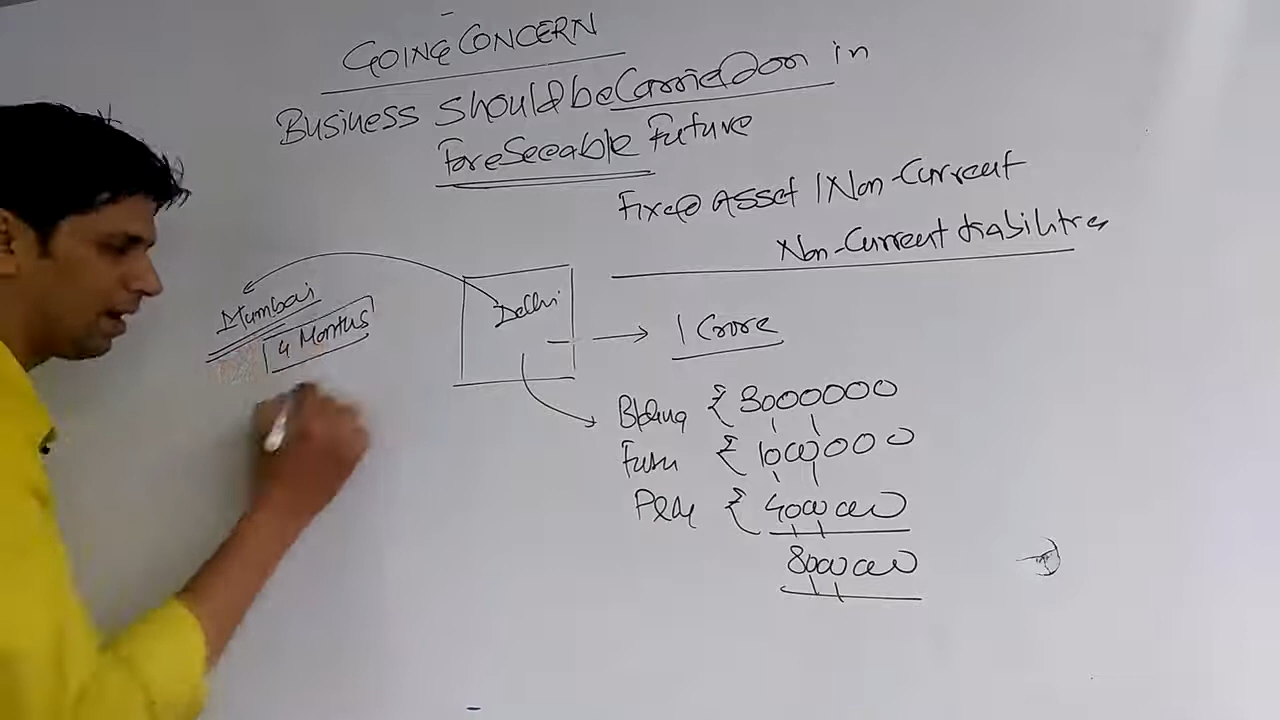 GOING CONCERN
Business should be Carried on in
foreseeable future
Fixed Asset / Non-Current
Non-Current Liabilities
Mumbai
4 Months
Delhi
1 Crore
Bldng ₹ 3000000
Furn ₹ 1000000
₹ 4000000
8000000